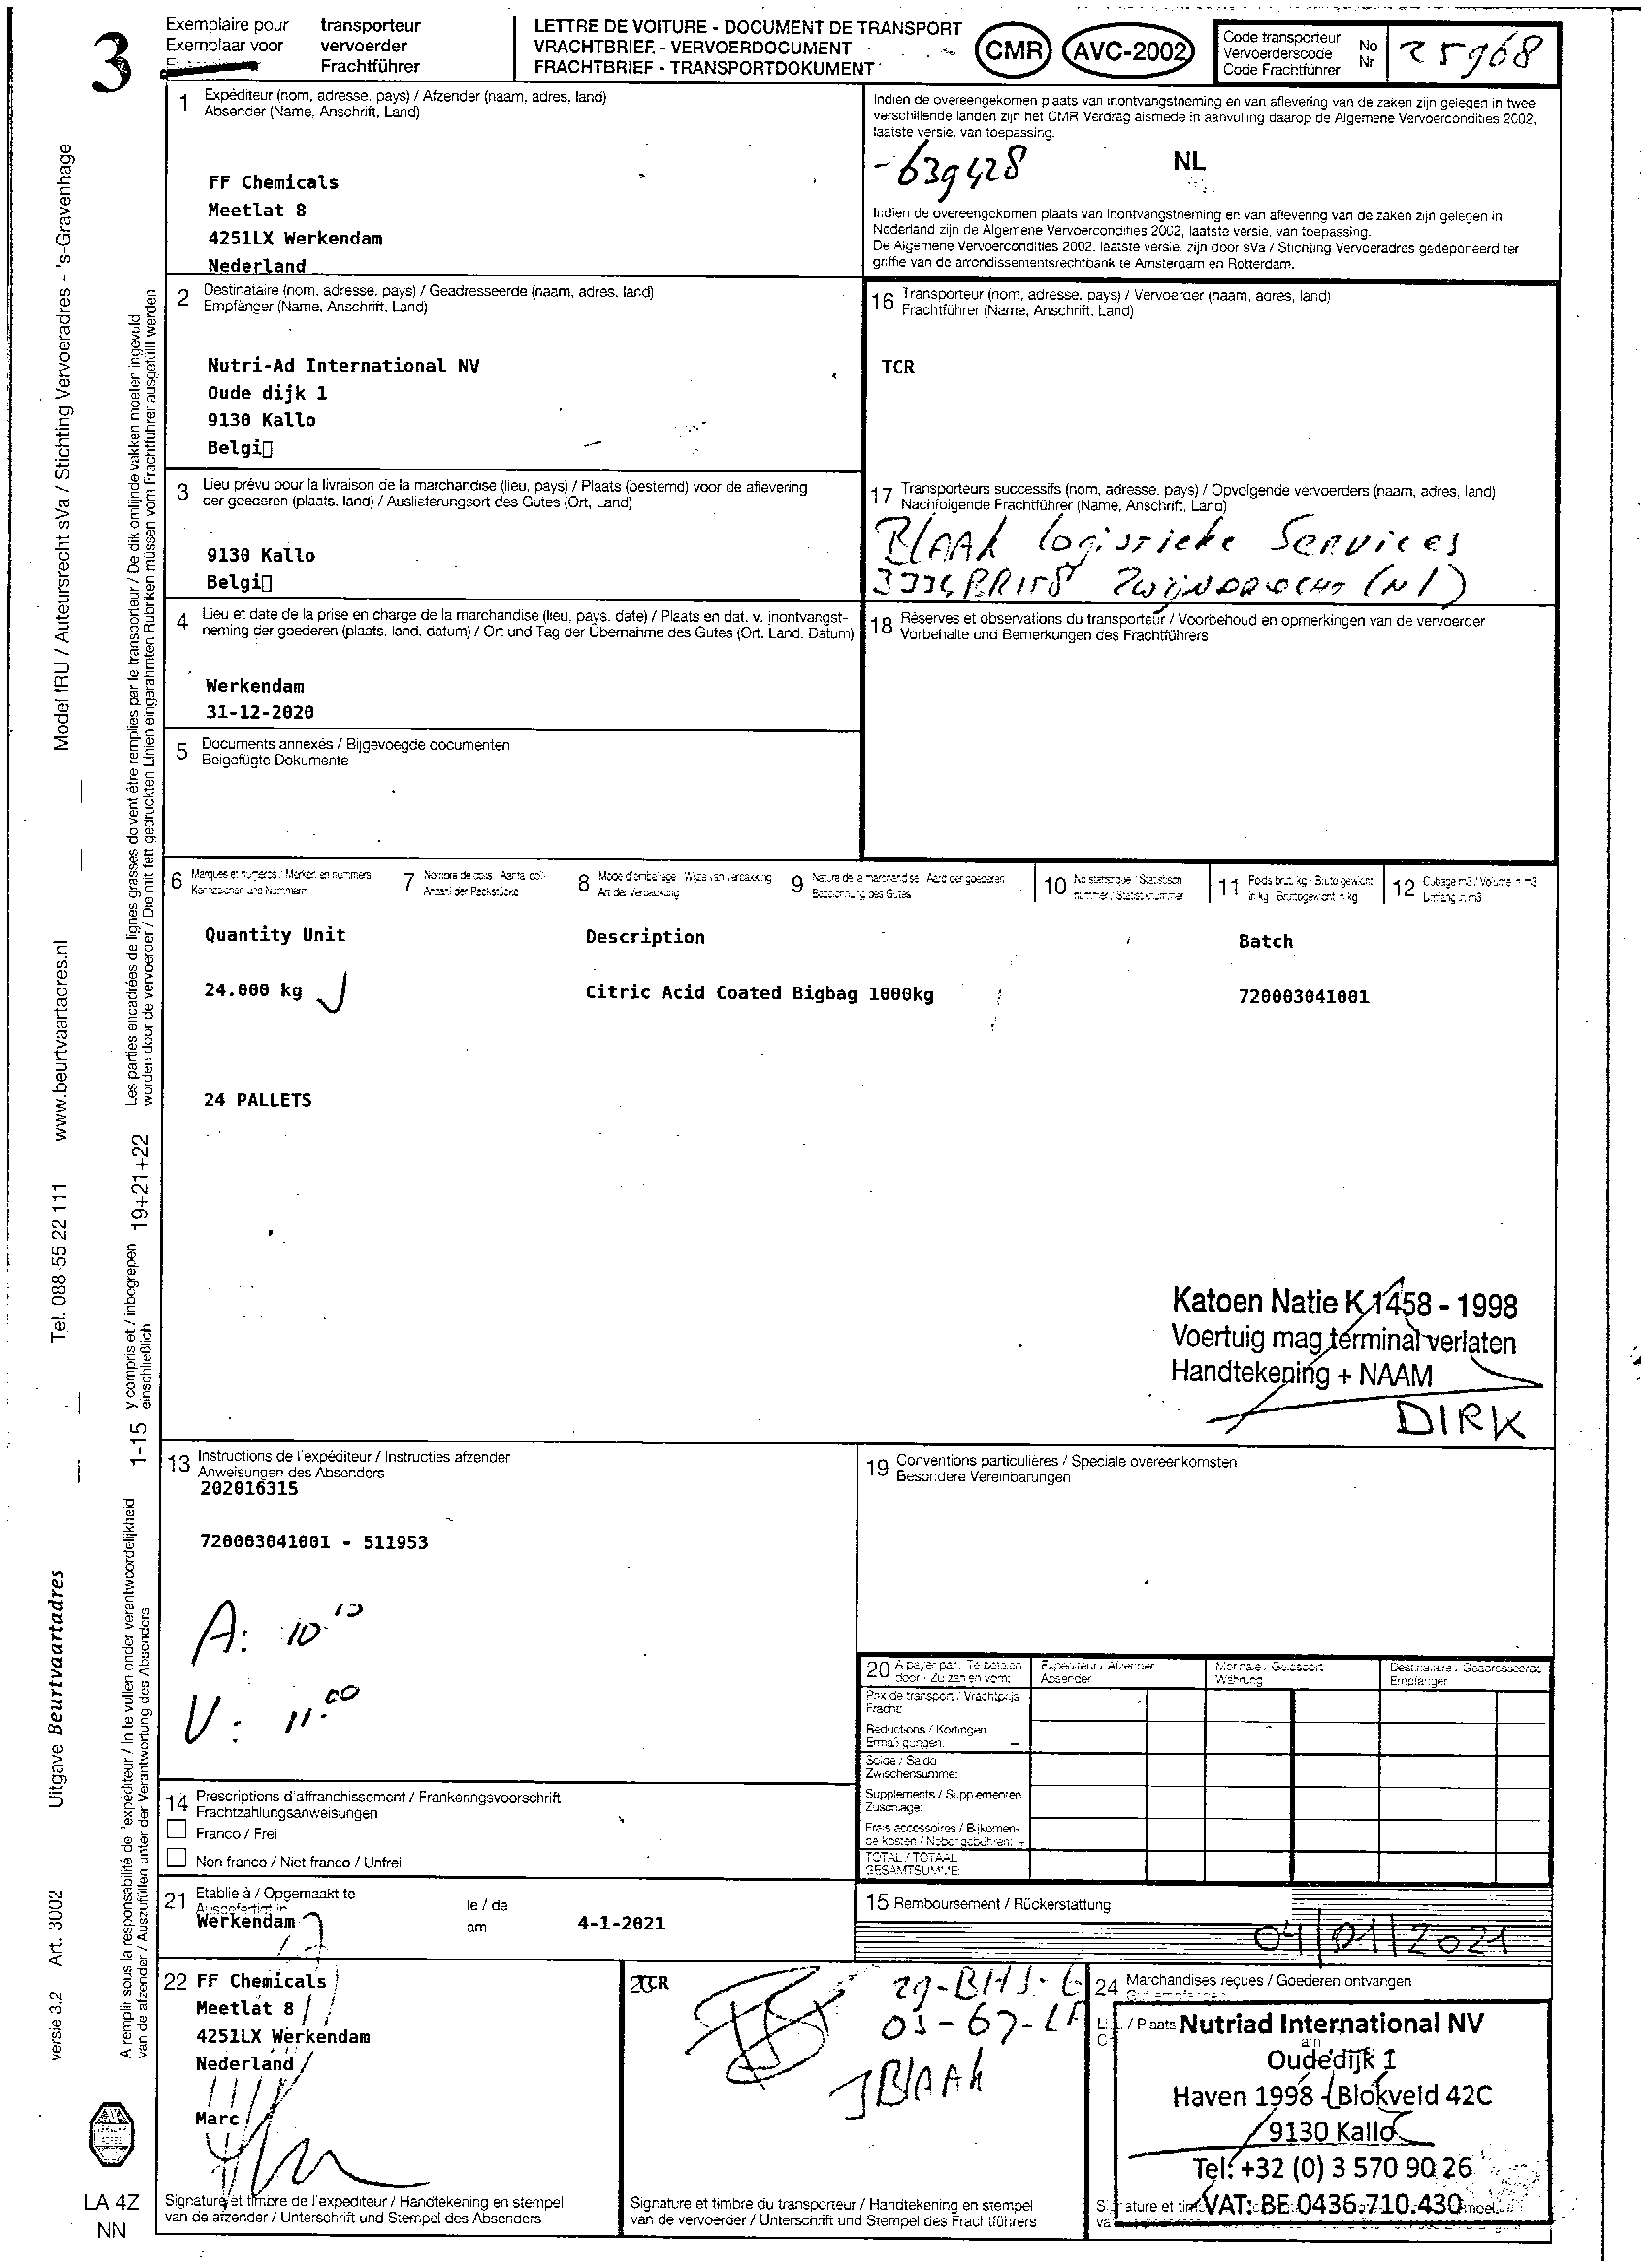 3
Exemplaire pour transporteur
Exemplaar voor vervoerder
Frachtführer
LETTRE DE VOITURE - DOCUMENT DE TRANSPORT
VRACHTBRIEF - VERVOERDOCUMENT
FRACHTBRIEF - TRANSPORTDOKUMENT
CMR
AVC-2002
Code transporteur
Vervoerderscode
Code Frachtführer
No
Nr
25968
1 Expéditeur (nom, adresse, pays) / Afzender (naam, adres, land)
Absender (Name, Anschrift, Land)
FF Chemicals
Meetlat 8
4251LX Werkendam
Nederland
Indien de overeengekomen plaats van inontvangstneming en van aflevering van de zaken zijn gelegen in twee
verschillende landen zijn het CMR Verdrag alsmede in aanvulling daarop de Algemene Vervoercondities 2002,
laatste versie, van toepassing.
-639428
NL
Indien de overeengekomen plaats van inontvangstneming en van aflevering van de zaken zijn gelegen in
Nederland zijn de Algemene Vervoercondities 2002, laatste versie, van toepassing.
De Algemene Vervoercondities 2002, laatste versie, zijn door sVa / Stichting Vervoeradres gedeponeerd ter
griffie van de arrondissementsrechtbank te Amsterdam en Rotterdam.
2 Destinataire (nom, adresse, pays) / Geadresseerde (naam, adres, land)
Empfänger (Name, Anschrift, Land)
Nutri-Ad International NV
Oude dijk 1
9130 Kallo
Belgi▯
16 Transporteur (nom, adresse, pays) / Vervoerder (naam, adres, land)
Frachtführer (Name, Anschrift, Land)
TCR
3 Lieu prévu pour la livraison de la marchandise (lieu, pays) / Plaats (bestemd) voor de aflevering
der goederen (plaats, land) / Auslieferungsort des Gutes (Ort, Land)
9130 Kallo
Belgi▯
17 Transporteurs successifs (nom, adresse, pays) / Opvolgende vervoerders (naam, adres, land)
Nachfolgende Frachtführer (Name, Anschrift, Land)
BlAAk logistieke Services
Zwijndrecht (Nl)
4 Lieu et date de la prise en charge de la marchandise (lieu, pays, date) / Plaats en dat. v. inontvangst-
neming der goederen (plaats, land, datum) / Ort und Tag der Übernahme des Gutes (Ort, Land, Datum)
Werkendam
31-12-2020
18 Réserves et observations du transporteur / Voorbehoud en opmerkingen van de vervoerder
Vorbehalte und Bemerkungen des Frachtführers
5 Documents annexés / Bijgevoegde documenten
Beigefügte Dokumente
6 Marques et numéros / Merken en nummers
Kennzeichen und Nummern
7 Nombre de colis / Aantal colli
Anzahl der Packstücke
8 Mode d'emballage / Wijze van verpakking
Art der Verpackung
9 Nature de la marchandise / Aard der goederen
Bezeichnung des Gutes
10
11 Poids brut, kg / Bruto gewicht
in kg / Bruttogewicht in kg
12 Cubage m3 / Volume in m3
Umfang in m3
Quantity Unit Description Batch
24.000 kg Citric Acid Coated Bigbag 1000kg 720003041001
24 PALLETS
Katoen Natie K 1458 - 1998
Voertuig mag terminal verlaten
Handtekening + NAAM
DIRK
13 Instructions de l'expéditeur / Instructies afzender
Anweisungen des Absenders
202016315
720003041001 - 511953
A: 10
V: 11.00
19 Conventions particulières / Speciale overeenkomsten
Besondere Vereinbarungen
20 A payer par / Te betalen
door / Zu zahlen vom:
Expéditeur / Afzender
Absender
Monnaie / Geldsoort
Währung
Destinataire / Geadresseerde
Empfänger
Prix de transport / Vrachtprijs
Fracht:
Réductions / Kortingen
Ermäßigungen: -
Solde / Saldo
Zwischensumme:
Suppléments / Supplementen
Zuschläge:
Frais accessoires / Bijkomen-
de kosten / Nebengebühren: +
TOTAL / TOTAAL
GESAMTSUMME
14 Prescriptions d'affranchissement / Frankeringsvoorschrift
Frachtzahlungsanweisungen
Franco / Frei
Non franco / Niet franco / Unfrei
21 Etablie à / Opgemaakt te
Ausgefertigt in
Werkendam
le / de
am
4-1-2021
15 Remboursement / Rückerstattung
04/01/2021
22 FF Chemicals
Meetlat 8
4251LX Werkendam
Nederland
Marc
Signature et timbre de l'expéditeur / Handtekening en stempel
van de afzender / Unterschrift und Stempel des Absenders
TCR
JBlAAk
Signature et timbre du transporteur / Handtekening en stempel
van de vervoerder / Unterschrift und Stempel des Frachtführers
24 Marchandises reçues / Goederen ontvangen
/ Plaats
am
Nutriad International NV
Oudedijk 1
Haven 1998 - Blokveld 42C
9130 Kallo
Tel: +32 (0) 3 570 90 26
VAT: BE 0436.710.430
Model IRU / Auteursrecht sVa / Stichting Vervoeradres - 's-Gravenhage
www.beurtvaartadres.nl
Tel. 088-55 22 111
Uitgave Beurtvaartadres
Art. 3002
versie 3.2
Les parties encadrées de lignes grasses doivent être remplies par le transporteur / De dik omlijnde vakken moeten ingevuld
worden door de vervoerder / Die mit fett gedruckten Linien eingerahmten Rubriken müssen vom Frachtführer ausgefüllt werden
19+21+22
y compris et / inbegrepen
einschließlich
1-15
A remplir sous la responsabilité de l'expéditeur / In te vullen onder verantwoordelijkheid
van de afzender / Auszufüllen unter der Verantwortung des Absenders
LA 4Z
NN